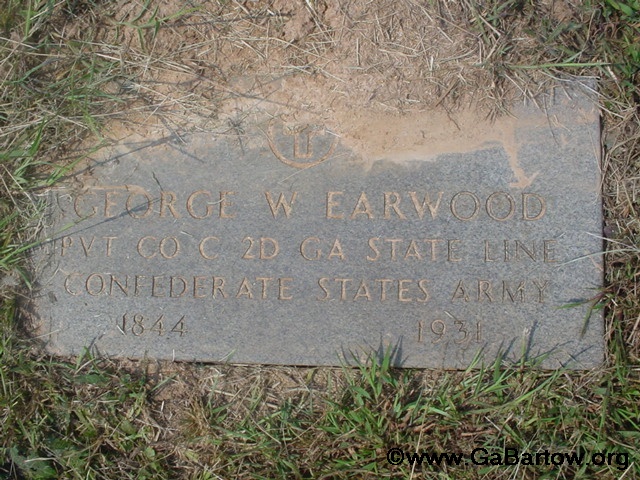 GEORGE W EARWOOD
PVT CO C 2D GA STATE LINE
CONFEDERATE STATES ARMY
1844 1931
©www.GaBartow.org